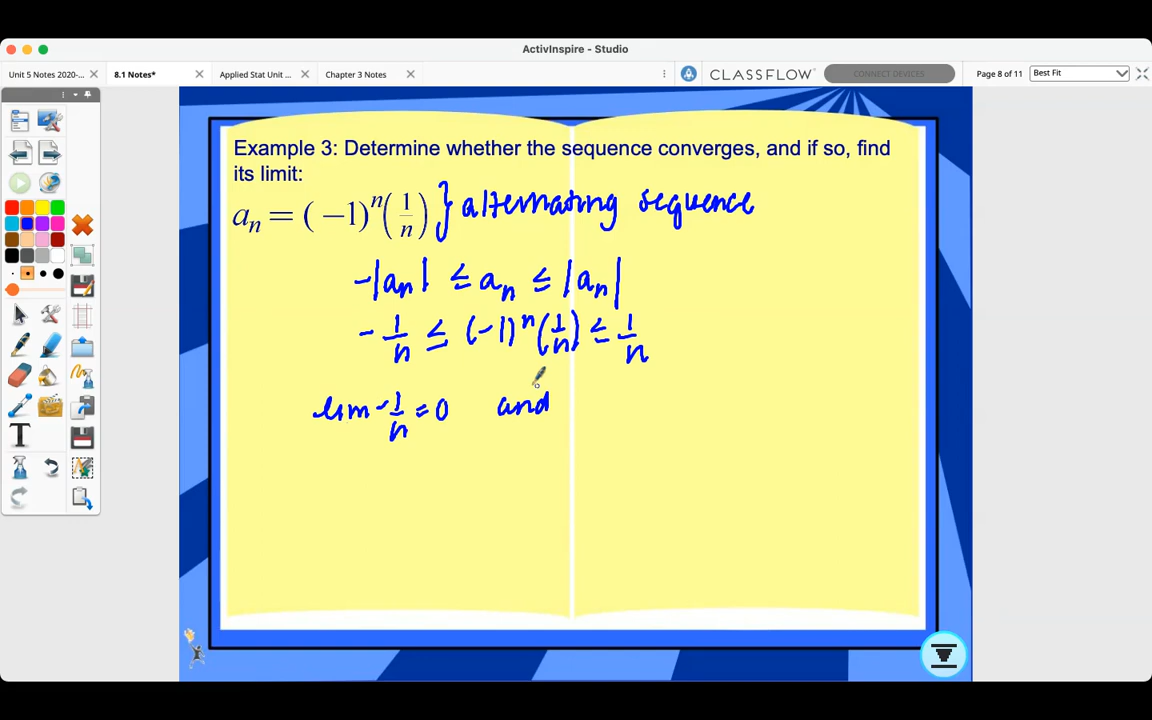 ActivInspire - Studio
Unit 5 Notes 2020-...
8.1 Notes*
Applied Stat Unit ...
Chapter 3 Notes
CLASSFLOW
CONNECT DEVICES
Page 8 of 11
Best Fit
Example 3: Determine whether the sequence converges, and if so, find
its limit:
aₙ = (−1)ⁿ(1/n) } alternating sequence
-|aₙ| ≤ aₙ ≤ |aₙ|
-1/n ≤ (-1)ⁿ(1/n) ≤ 1/n
lim -1/n = 0 and
T